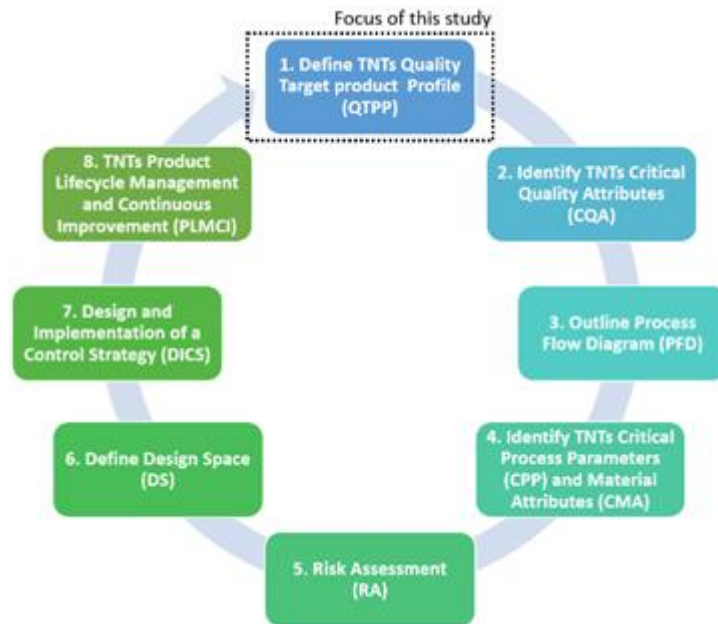 Focus of this study
1. Define TNTs Quality
Target product Profile
(QTPP)
2. Identify TNTs Critical
Quality Attributes
(CQA)
3. Outline Process
Flow Diagram (PFD)
4. Identify TNTs Critical
Process Parameters
(CPP) and Material
Attributes (CMA)
5. Risk Assessment
(RA)
6. Define Design Space
(DS)
7. Design and
Implementation of a
Control Strategy (DICS)
8. TNTs Product
Lifecycle Management
and Continuous
Improvement (PLMCI)